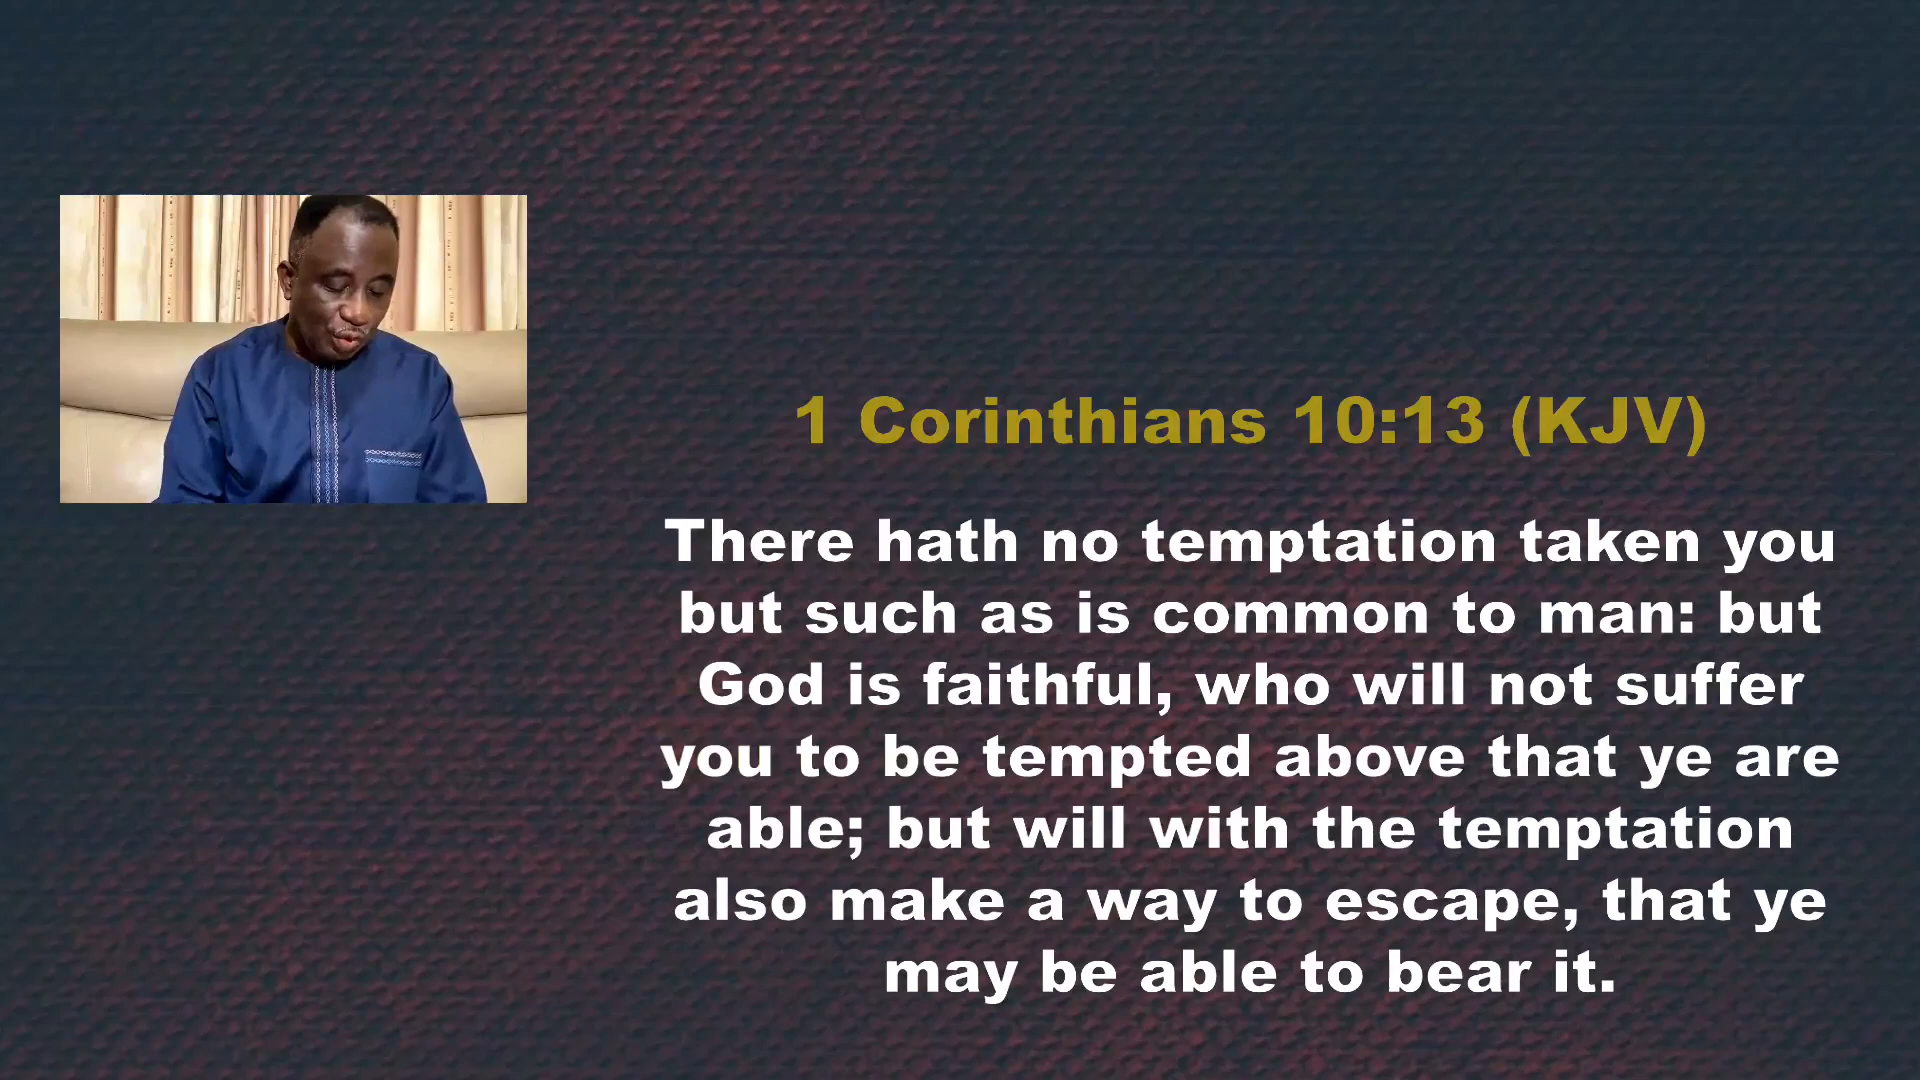 1 Corinthians 10:13 (KJV)
There hath no temptation taken you
but such as is common to man: but
God is faithful, who will not suffer
you to be tempted above that ye are
able; but will with the temptation
also make a way to escape, that ye
may be able to bear it.